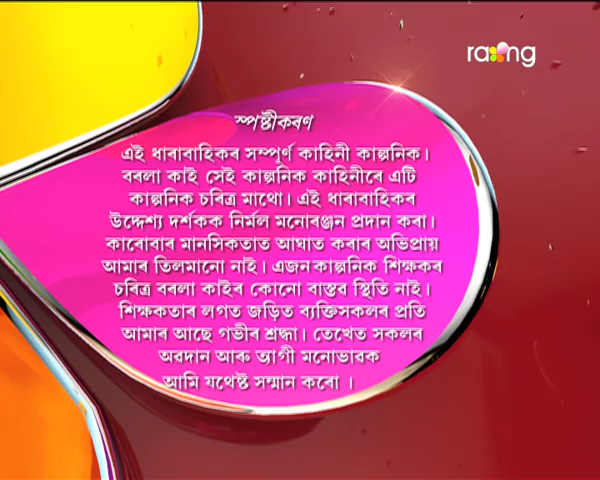 rang
স্পষ্টীকৰণ
এই ধাৰাবাহিকৰ সম্পূৰ্ণ কাহিনী কাল্পনিক।
বৰলা কাই সেই কাল্পনিক কাহিনীৰে এটি
কাল্পনিক চৰিত্ৰ মাথো। এই ধাৰাবাহিকৰ
উদ্দেশ্য দৰ্শকক নিৰ্মল মনোৰঞ্জন প্ৰদান কৰা।
কাৰোবাৰ মানসিকতাত আঘাত কৰাৰ অভিপ্ৰায়
আমাৰ তিলমানো নাই। এজন কাল্পনিক শিক্ষকৰ
চৰিত্ৰ বৰলা কাইৰ কোনো বাস্তৱ স্থিতি নাই।
শিক্ষকতাৰ লগত জড়িত ব্যক্তিসকলৰ প্ৰতি
আমাৰ আছে গভীৰ শ্ৰদ্ধা। তেখেত সকলৰ
অৱদান আৰু ত্যাগী মনোভাৱক
আমি যথেষ্ট সন্মান কৰো ।